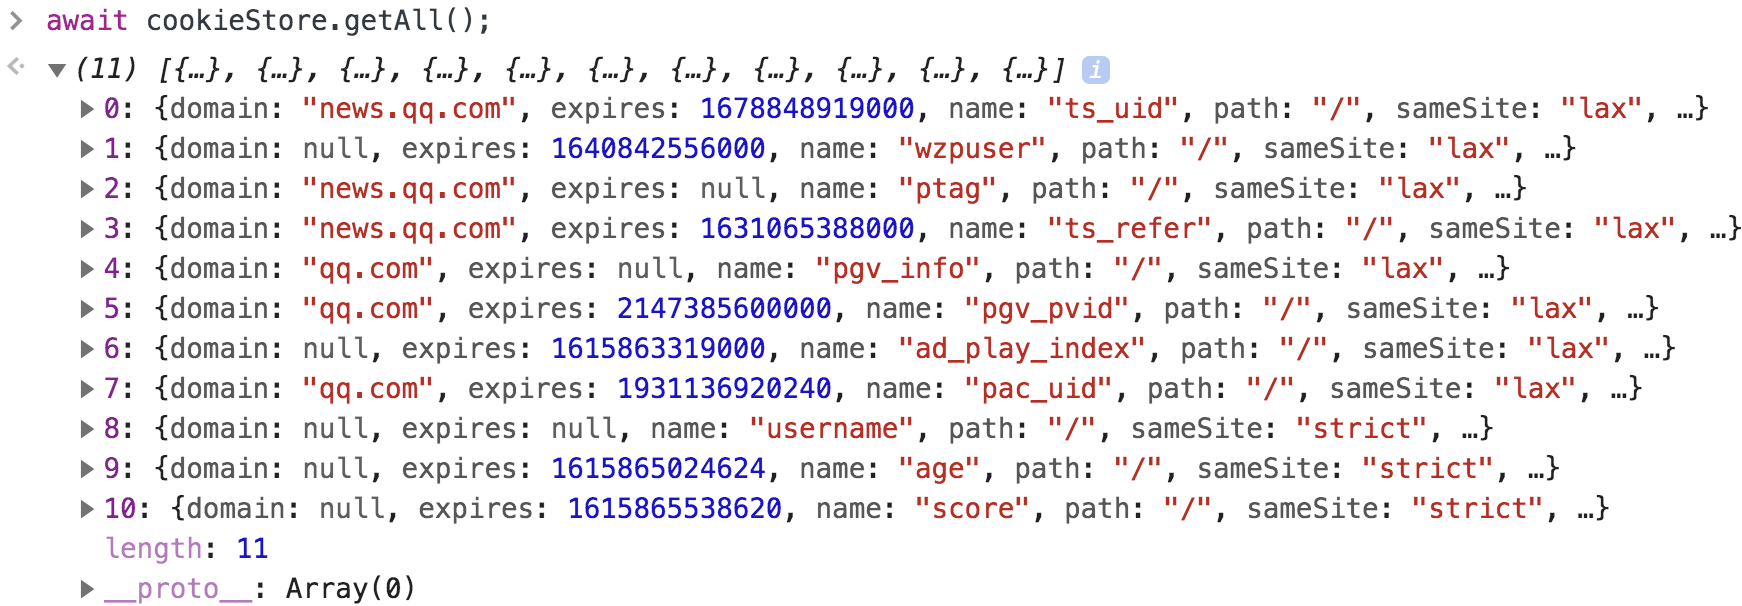 > await cookieStore.getAll();
(11) [{…}, {…}, {…}, {…}, {…}, {…}, {…}, {…}, {…}, {…}, {…}] i
0: {domain: "news.qq.com", expires: 1678848919000, name: "ts_uid", path: "/", sameSite: "lax", …}
1: {domain: null, expires: 1640842556000, name: "wzpuser", path: "/", sameSite: "lax", …}
2: {domain: "news.qq.com", expires: null, name: "ptag", path: "/", sameSite: "lax", …}
3: {domain: "news.qq.com", expires: 1631065388000, name: "ts_refer", path: "/", sameSite: "lax", …}
4: {domain: "qq.com", expires: null, name: "pgv_info", path: "/", sameSite: "lax", …}
5: {domain: "qq.com", expires: 2147385600000, name: "pgv_pvid", path: "/", sameSite: "lax", …}
6: {domain: null, expires: 1615863319000, name: "ad_play_index", path: "/", sameSite: "lax", …}
7: {domain: "qq.com", expires: 1931136920240, name: "pac_uid", path: "/", sameSite: "lax", …}
8: {domain: null, expires: null, name: "username", path: "/", sameSite: "strict", …}
9: {domain: null, expires: 1615865024624, name: "age", path: "/", sameSite: "strict", …}
10: {domain: null, expires: 1615865538620, name: "score", path: "/", sameSite: "strict", …}
length: 11
__proto__: Array(0)